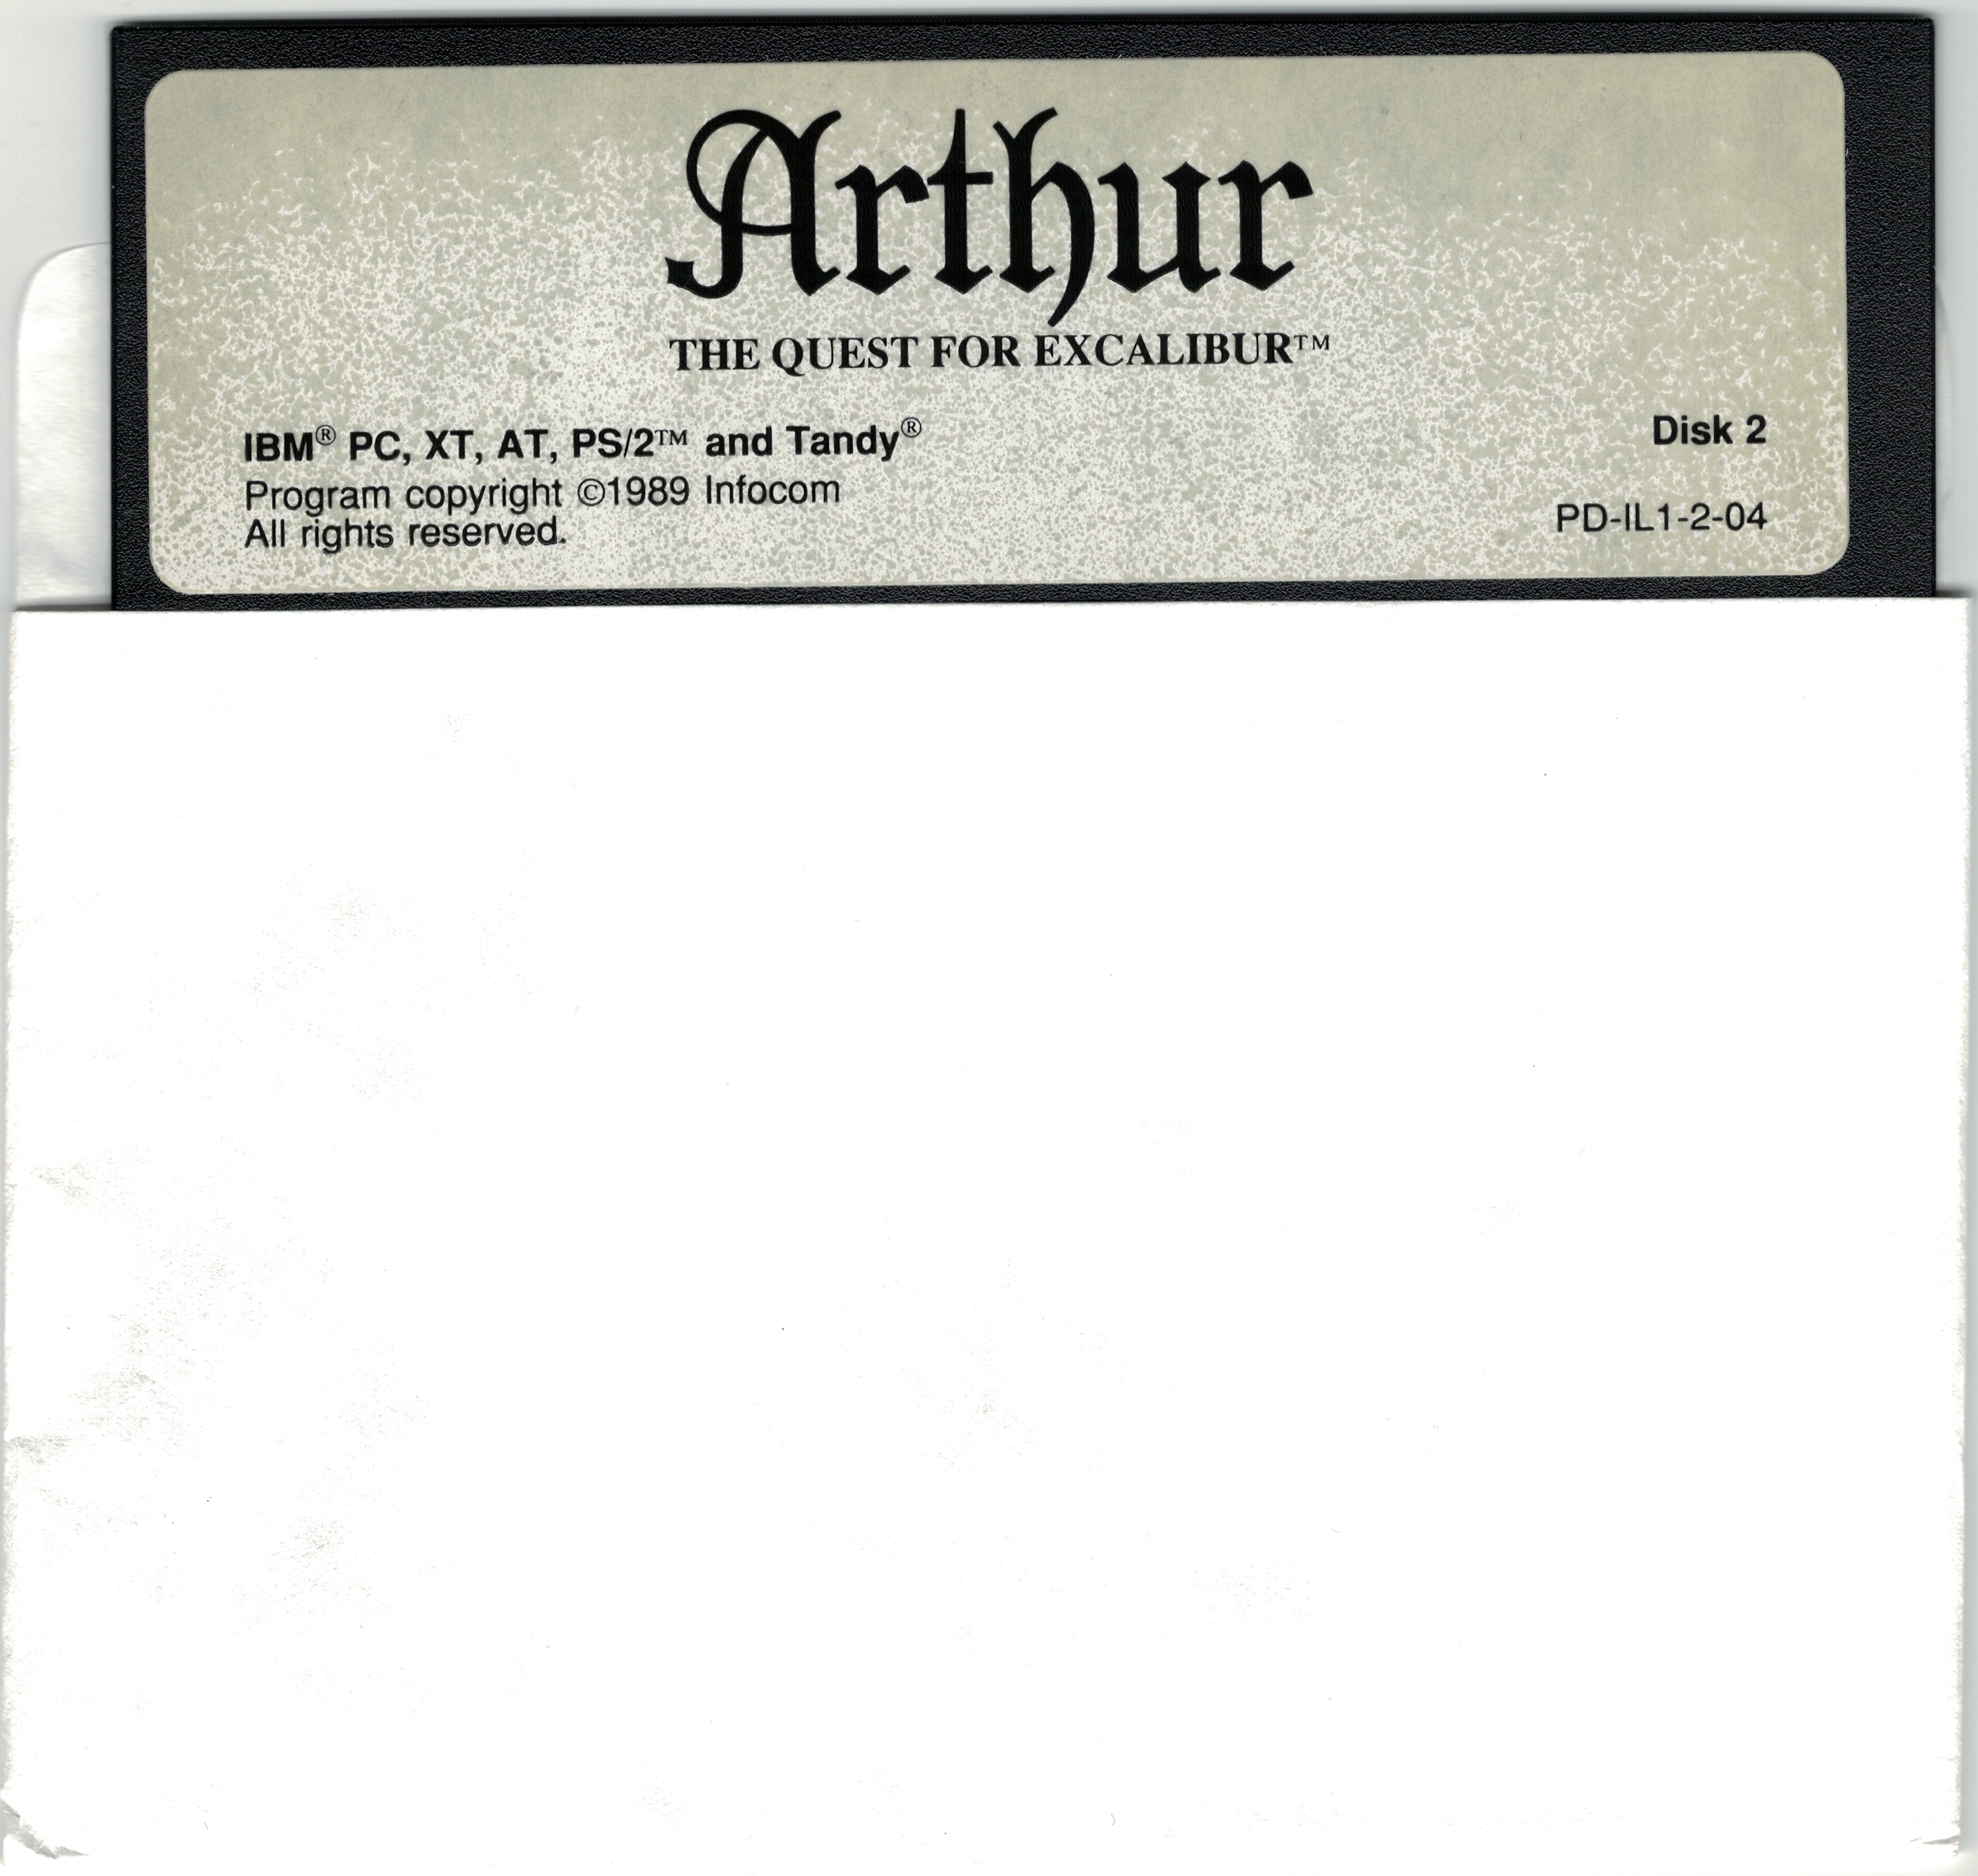 Arthur
THE QUEST FOR EXCALIBUR™
IBM® PC, XT, AT, PS/2™ and Tandy®
Program copyright ©1989 Infocom
All rights reserved.
Disk 2
PD-IL1-2-04